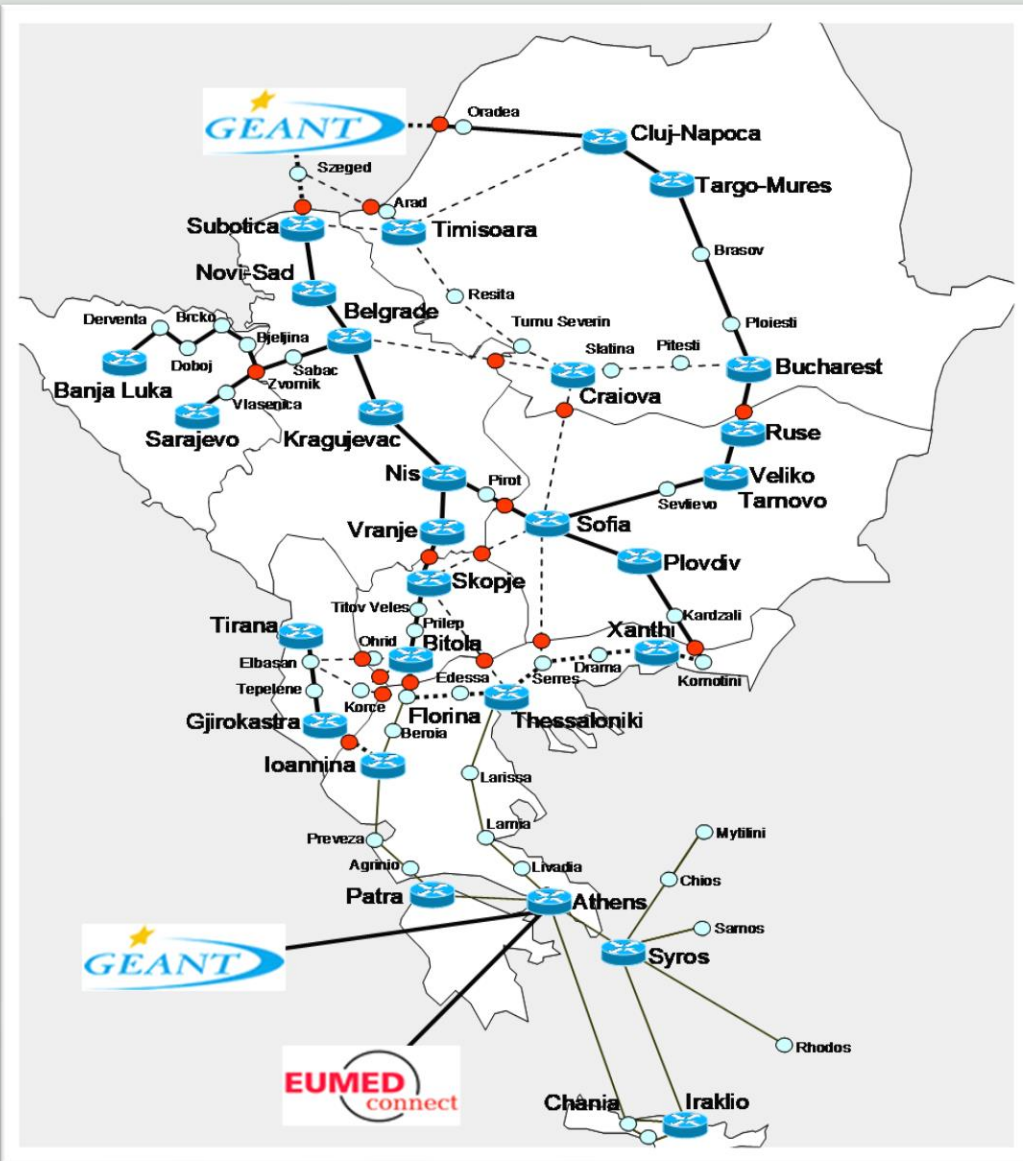 GEANT
Oradea
Cluj-Napoca
Szeged
Targo-Mures
Arad
Subotica
Timisoara
Brasov
Novi-Sad
Resita
Belgrade
Derventa
Brcko
Turnu Severin
Ploiesti
Bjeljina
Slatina
Pitesti
Doboj
Sabac
Bucharest
Banja Luka
Zvornik
Craiova
Vlasenica
Sarajevo
Kragujevac
Ruse
Nis
Pirot
Veliko
Tarnovo
Sevlievo
Vranje
Sofia
Plovdiv
Skopje
Titov Veles
Kardzali
Tirana
Prilep
Xanthi
Ohrid
Bitola
Elbasan
Drama
Edessa
Serres
Komotini
Tepelene
Korce
Florina
Gjirokastra
Thessaloniki
Beroia
Ioannina
Larissa
Lamia
Mytilini
Preveza
Agrinio
Livadia
Chios
Patra
Athens
Samos
GEANT
Syros
Rhodos
EUMED
connect
Chania
Iraklio